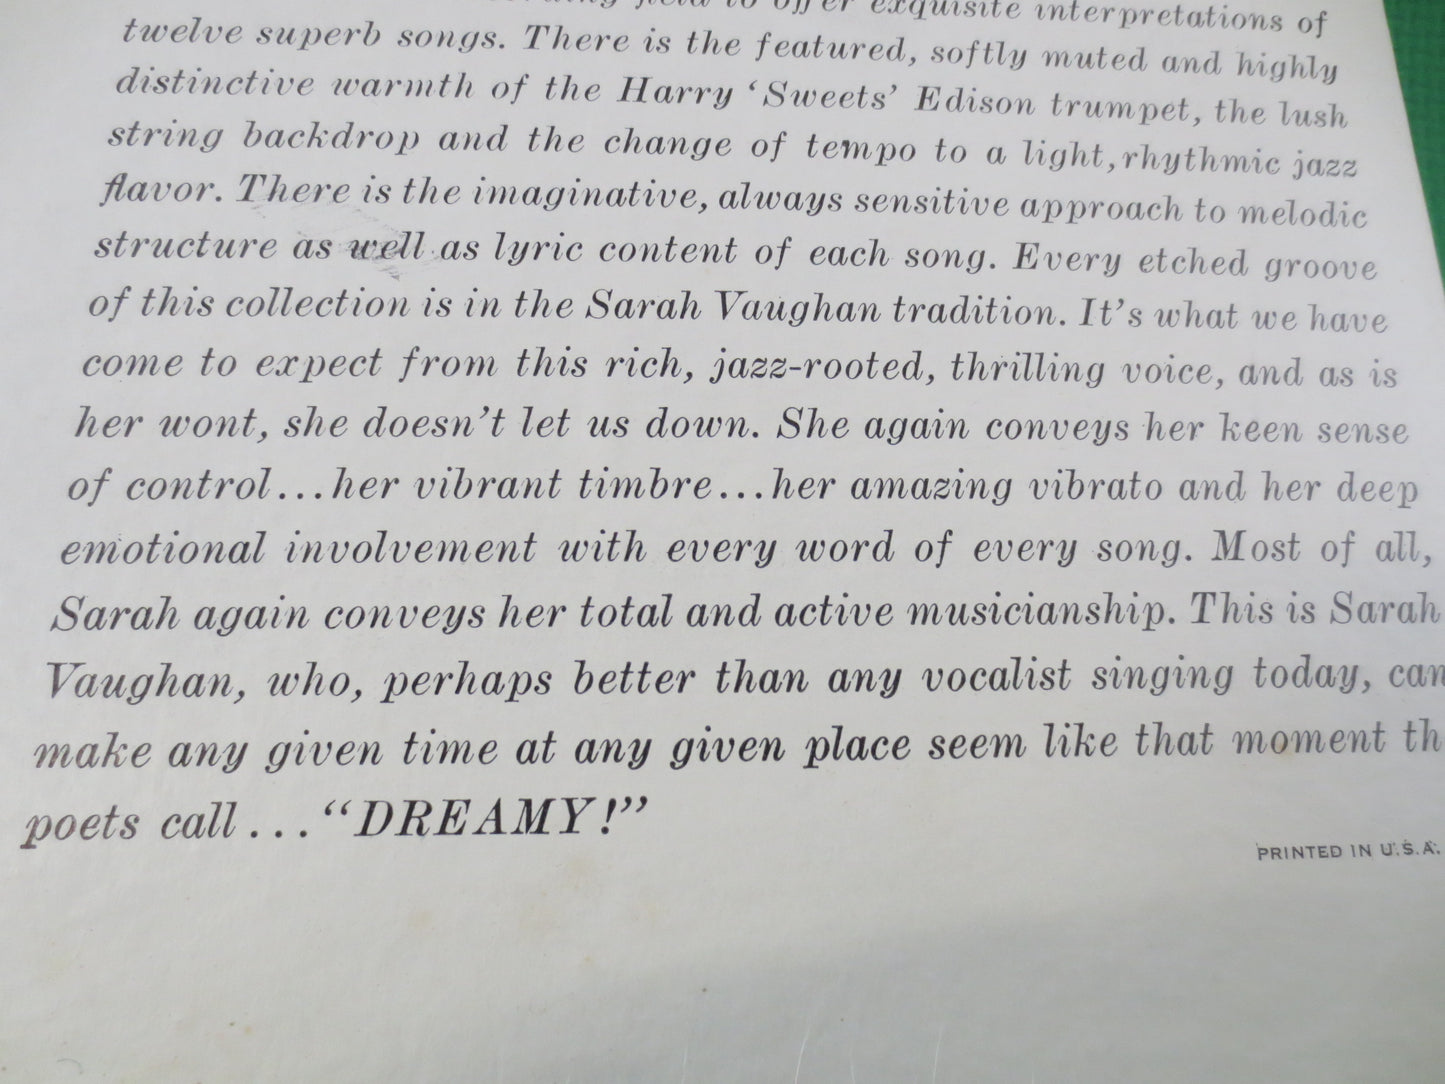 field to offer exquisite interpretations of
twelve superb songs. There is the featured, softly muted and highly
distinctive warmth of the Harry ‘Sweets’ Edison trumpet, the lush
string backdrop and the change of tempo to a light, rhythmic jazz
flavor. There is the imaginative, always sensitive approach to melodic
structure as well as lyric content of each song. Every etched groove
of this collection is in the Sarah Vaughan tradition. It’s what we have
come to expect from this rich, jazz-rooted, thrilling voice, and as is
her wont, she doesn’t let us down. She again conveys her keen sense
of control...her vibrant timbre...her amazing vibrato and her deep
emotional involvement with every word of every song. Most of all,
Sarah again conveys her total and active musicianship. This is Sarah
Vaughan, who, perhaps better than any vocalist singing today, can
make any given time at any given place seem like that moment th
poets call... “DREAMY!”
PRINTED IN U.S.A.